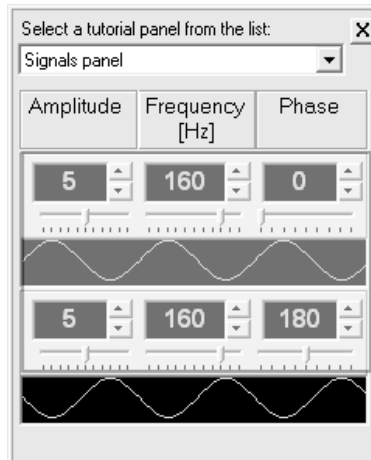 Select a tutorial panel from the list:
X
Signals panel
Amplitude Frequency [Hz] Phase
5 160 0
5 160 180